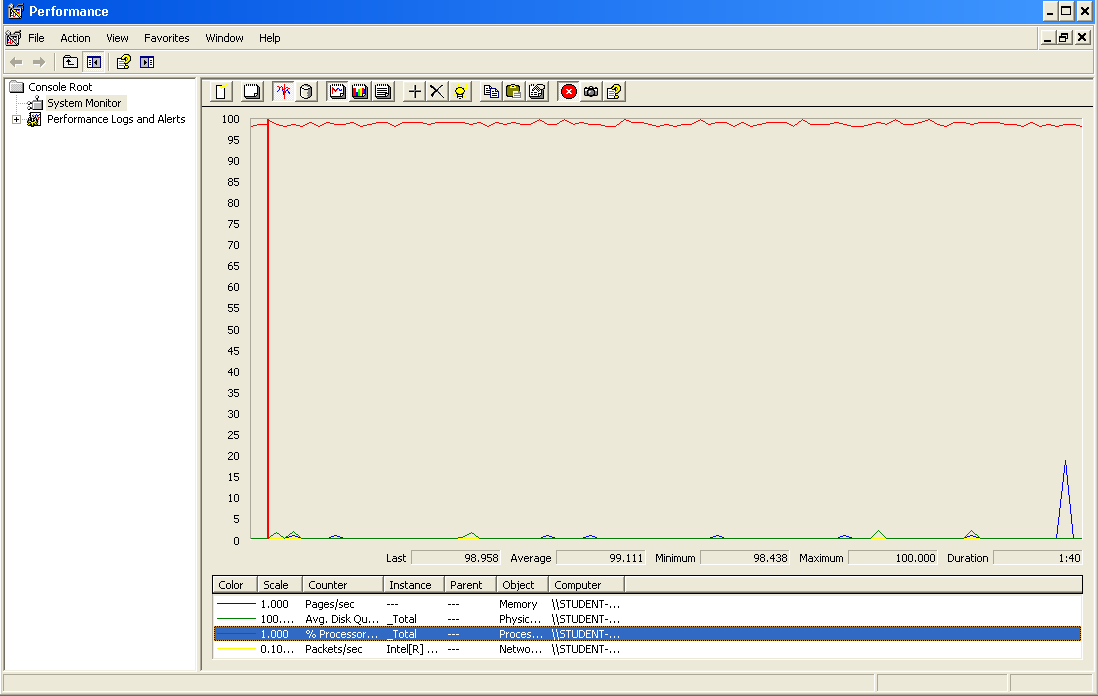 Performance
File Action View Favorites Window Help
Console Root
System Monitor
Performance Logs and Alerts
100
95
90
85
80
75
70
65
60
55
50
45
40
35
30
25
20
15
10
5
0
Last 98.958 Average 99.111 Minimum 98.438 Maximum 100.000 Duration 1:40
Color Scale Counter Instance Parent Object Computer
1.000 Pages/sec --- --- Memory \\STUDENT-...
100.... Avg. Disk Qu... _Total --- Physic... \\STUDENT-...
1.000 % Processor... _Total --- Proces... \\STUDENT-...
0.10... Packets/sec Intel[R] ... --- Netwo... \\STUDENT-...